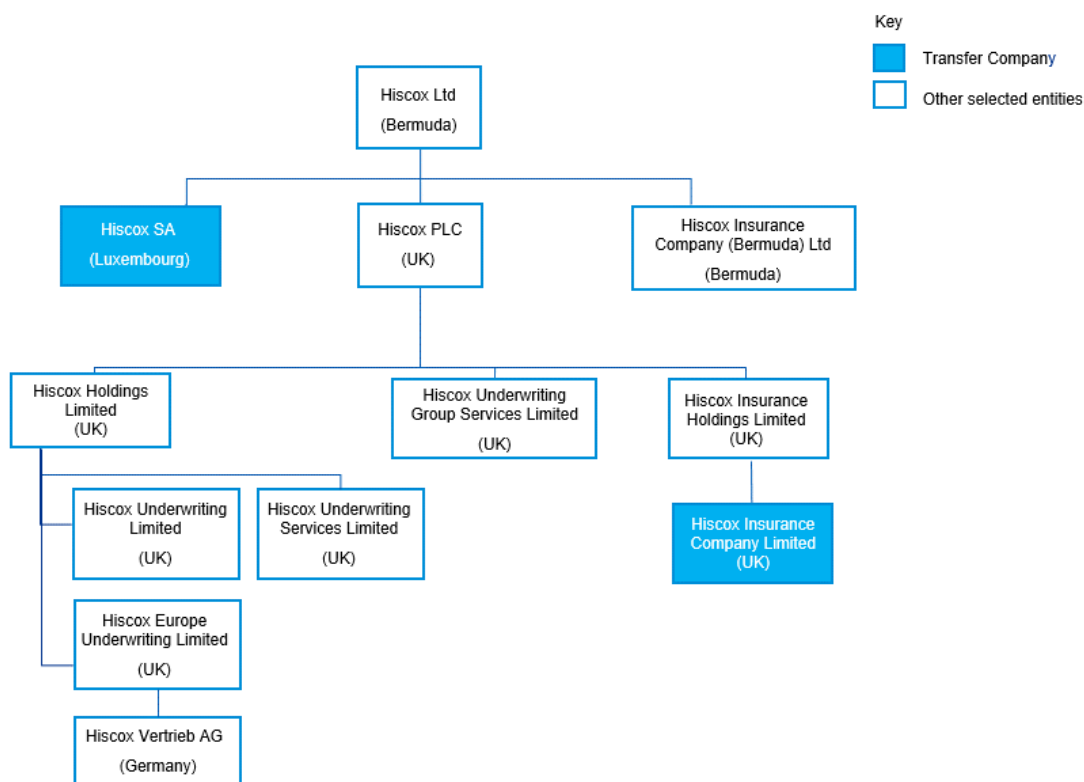 Key
Transfer Company
Other selected entities
Hiscox Ltd
(Bermuda)
Hiscox SA
(Luxembourg)
Hiscox PLC
(UK)
Hiscox Insurance
Company (Bermuda) Ltd
(Bermuda)
Hiscox Holdings
Limited
(UK)
Hiscox Underwriting
Group Services Limited
(UK)
Hiscox Insurance
Holdings Limited
(UK)
Hiscox Underwriting
Limited
(UK)
Hiscox Underwriting
Services Limited
(UK)
Hiscox Insurance
Company Limited
(UK)
Hiscox Europe
Underwriting Limited
(UK)
Hiscox Vertrieb AG
(Germany)